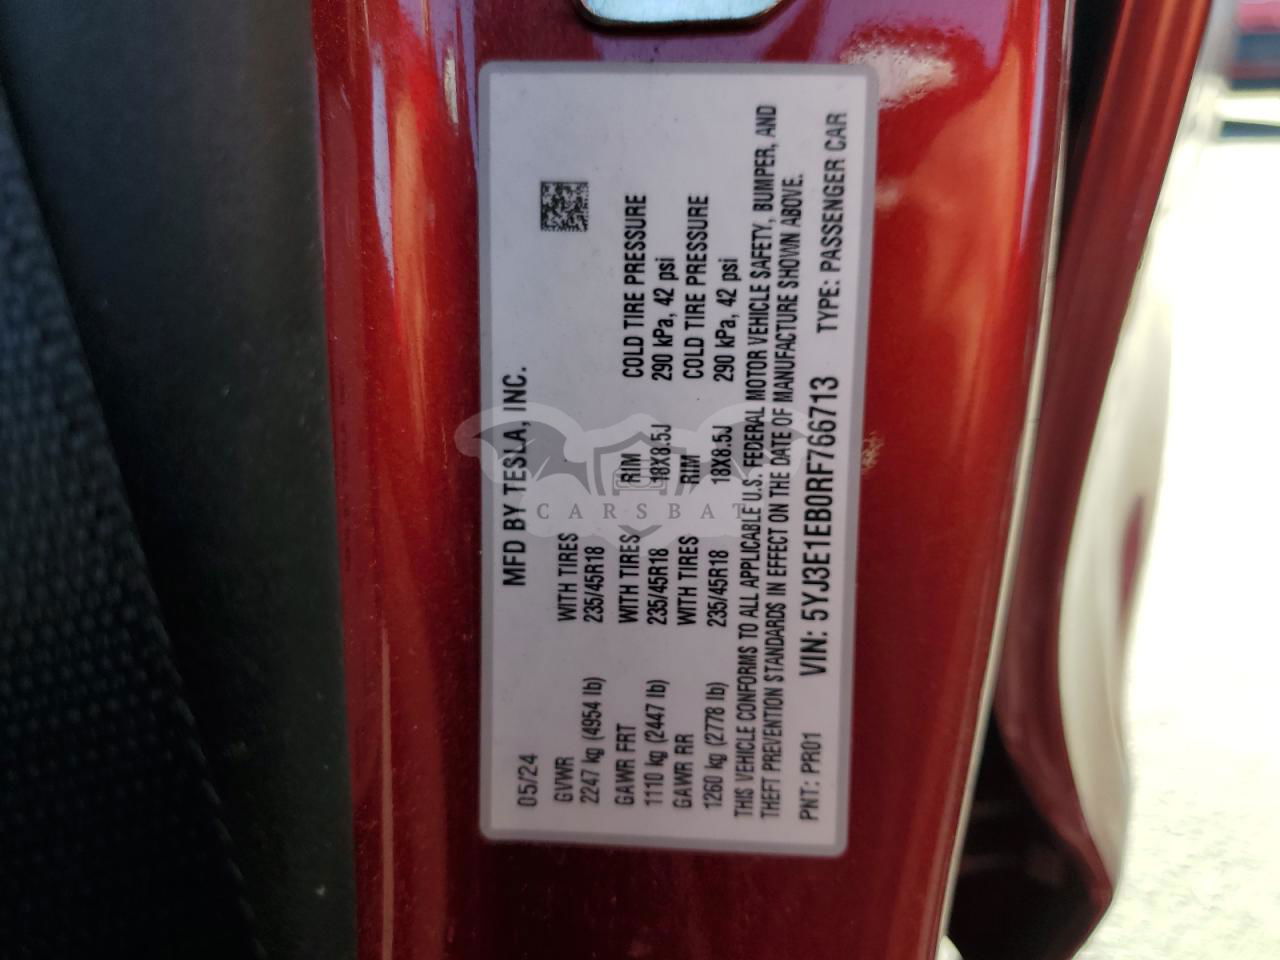 MFD BY TESLA, INC.
05/24
GVWR WITH TIRES
2247 kg (4954 lb) 235/45R18
GAWR FRT WITH TIRES RIM COLD TIRE PRESSURE
1110 kg (2447 lb) 235/45R18 18X8.5J 290 kPa, 42 psi
GAWR RR WITH TIRES RIM COLD TIRE PRESSURE
1260 kg (2778 lb) 235/45R18 18X8.5J 290 kPa, 42 psi
THIS VEHICLE CONFORMS TO ALL APPLICABLE U.S. FEDERAL MOTOR VEHICLE SAFETY, BUMPER, AND
THEFT PREVENTION STANDARDS IN EFFECT ON THE DATE OF MANUFACTURE SHOWN ABOVE.
PNT: PR01 VIN: 5YJ3E1EB0RF766713 TYPE: PASSENGER CAR
CARSBAT